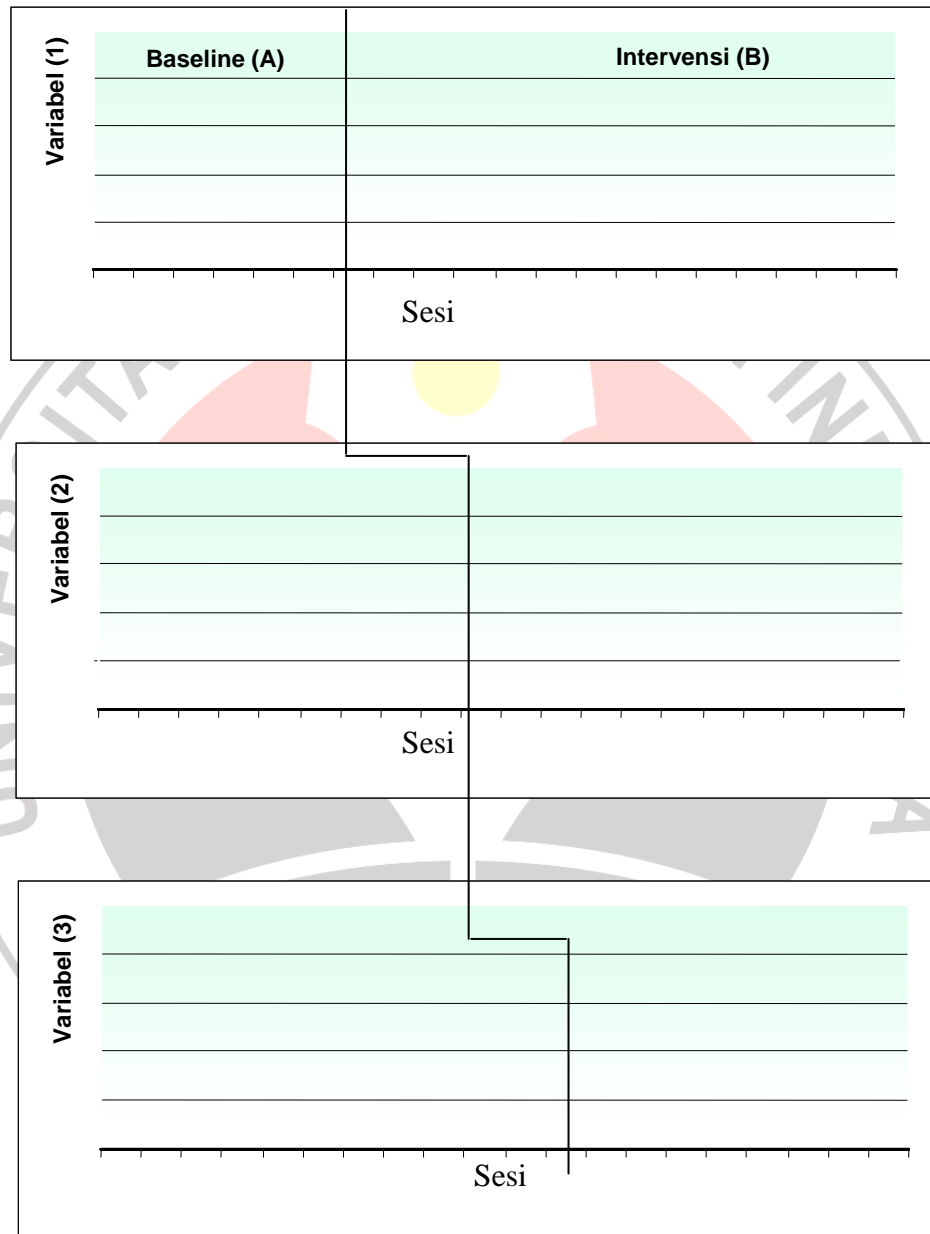 Variabel (1)
Baseline (A)
Intervensi (B)
Sesi
Variabel (2)
Sesi
Variabel (3)
Sesi